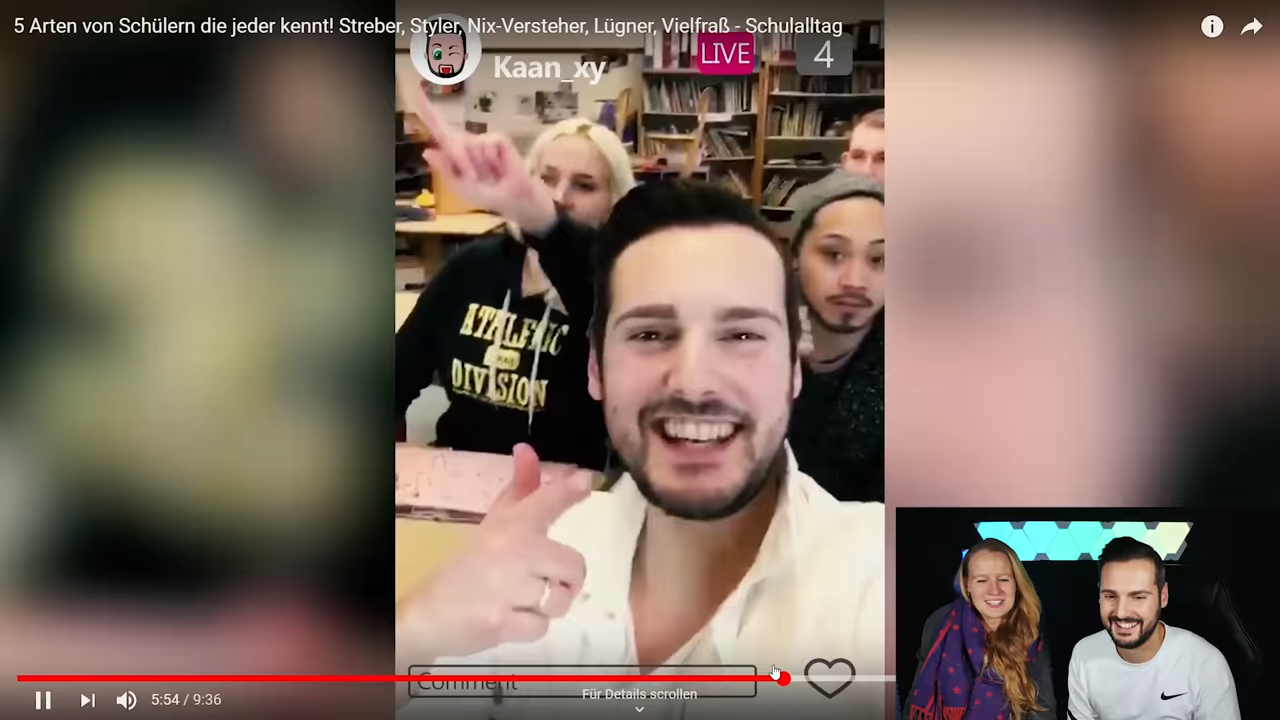 5 Arten von Schülern die jeder kennt! Streber, Styler, Nix-Versteher, Lügner, Vielfraß - Schulalltag
Kaan_xy
LIVE
4
ATHLETIC
DIVISION
Comment
Für Details scrollen
5:54 / 9:36